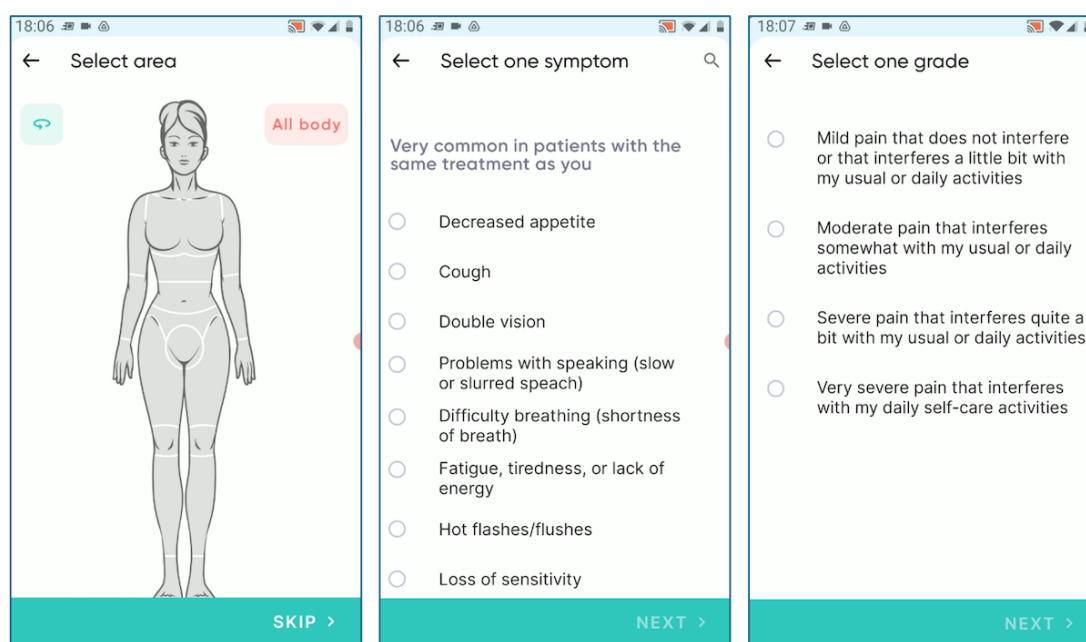 18:06
Select area
All body
SKIP >
18:06
Select one symptom
Very common in patients with the
same treatment as you
Decreased appetite
Cough
Double vision
Problems with speaking (slow
or slurred speach)
Difficulty breathing (shortness
of breath)
Fatigue, tiredness, or lack of
energy
Hot flashes/flushes
Loss of sensitivity
NEXT >
18:07
Select one grade
Mild pain that does not interfere
or that interferes a little bit with
my usual or daily activities
Moderate pain that interferes
somewhat with my usual or daily
activities
Severe pain that interferes quite a
bit with my usual or daily activities
Very severe pain that interferes
with my daily self-care activities
NEXT >